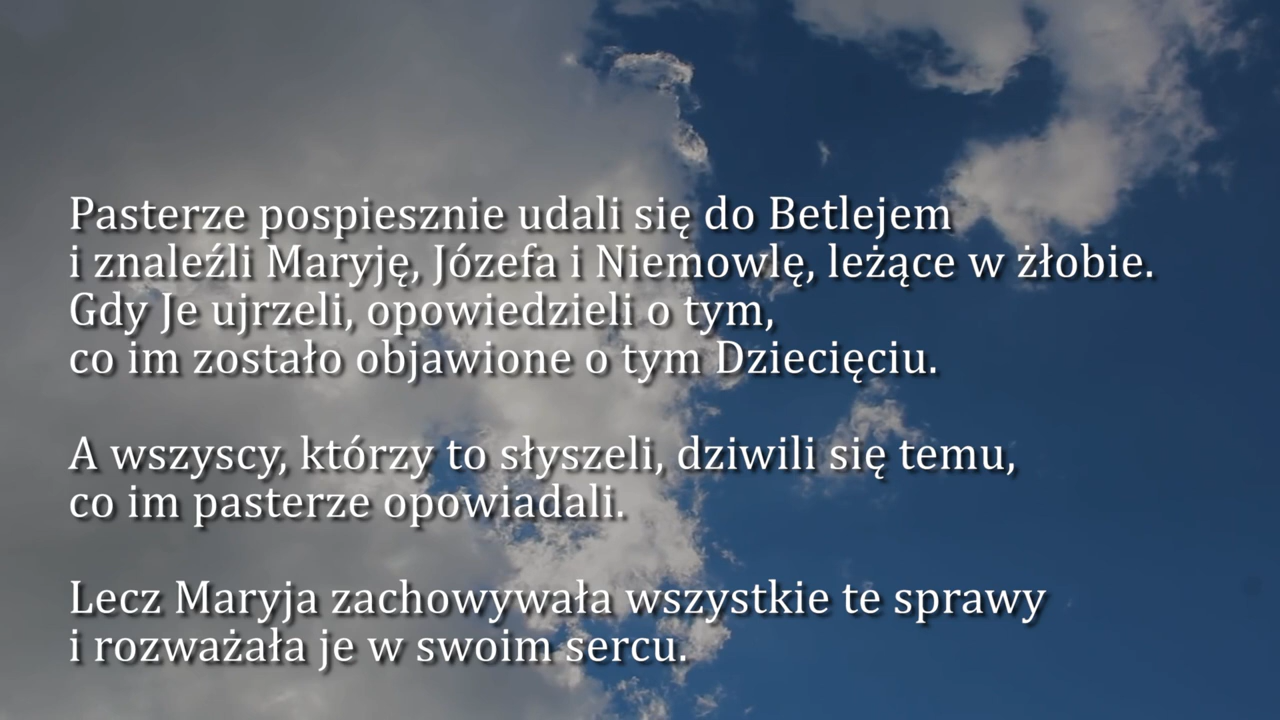 Pasterze pospiesznie udali się do Betlejem
i znaleźli Maryję, Józefa i Niemowlę, leżące w żłobie.
Gdy Je ujrzeli, opowiedzieli o tym,
co im zostało objawione o tym Dziecięciu.
A wszyscy, którzy to słyszeli, dziwili się temu,
co im pasterze opowiadali.
Lecz Maryja zachowywała wszystkie te sprawy
i rozważała je w swoim sercu.